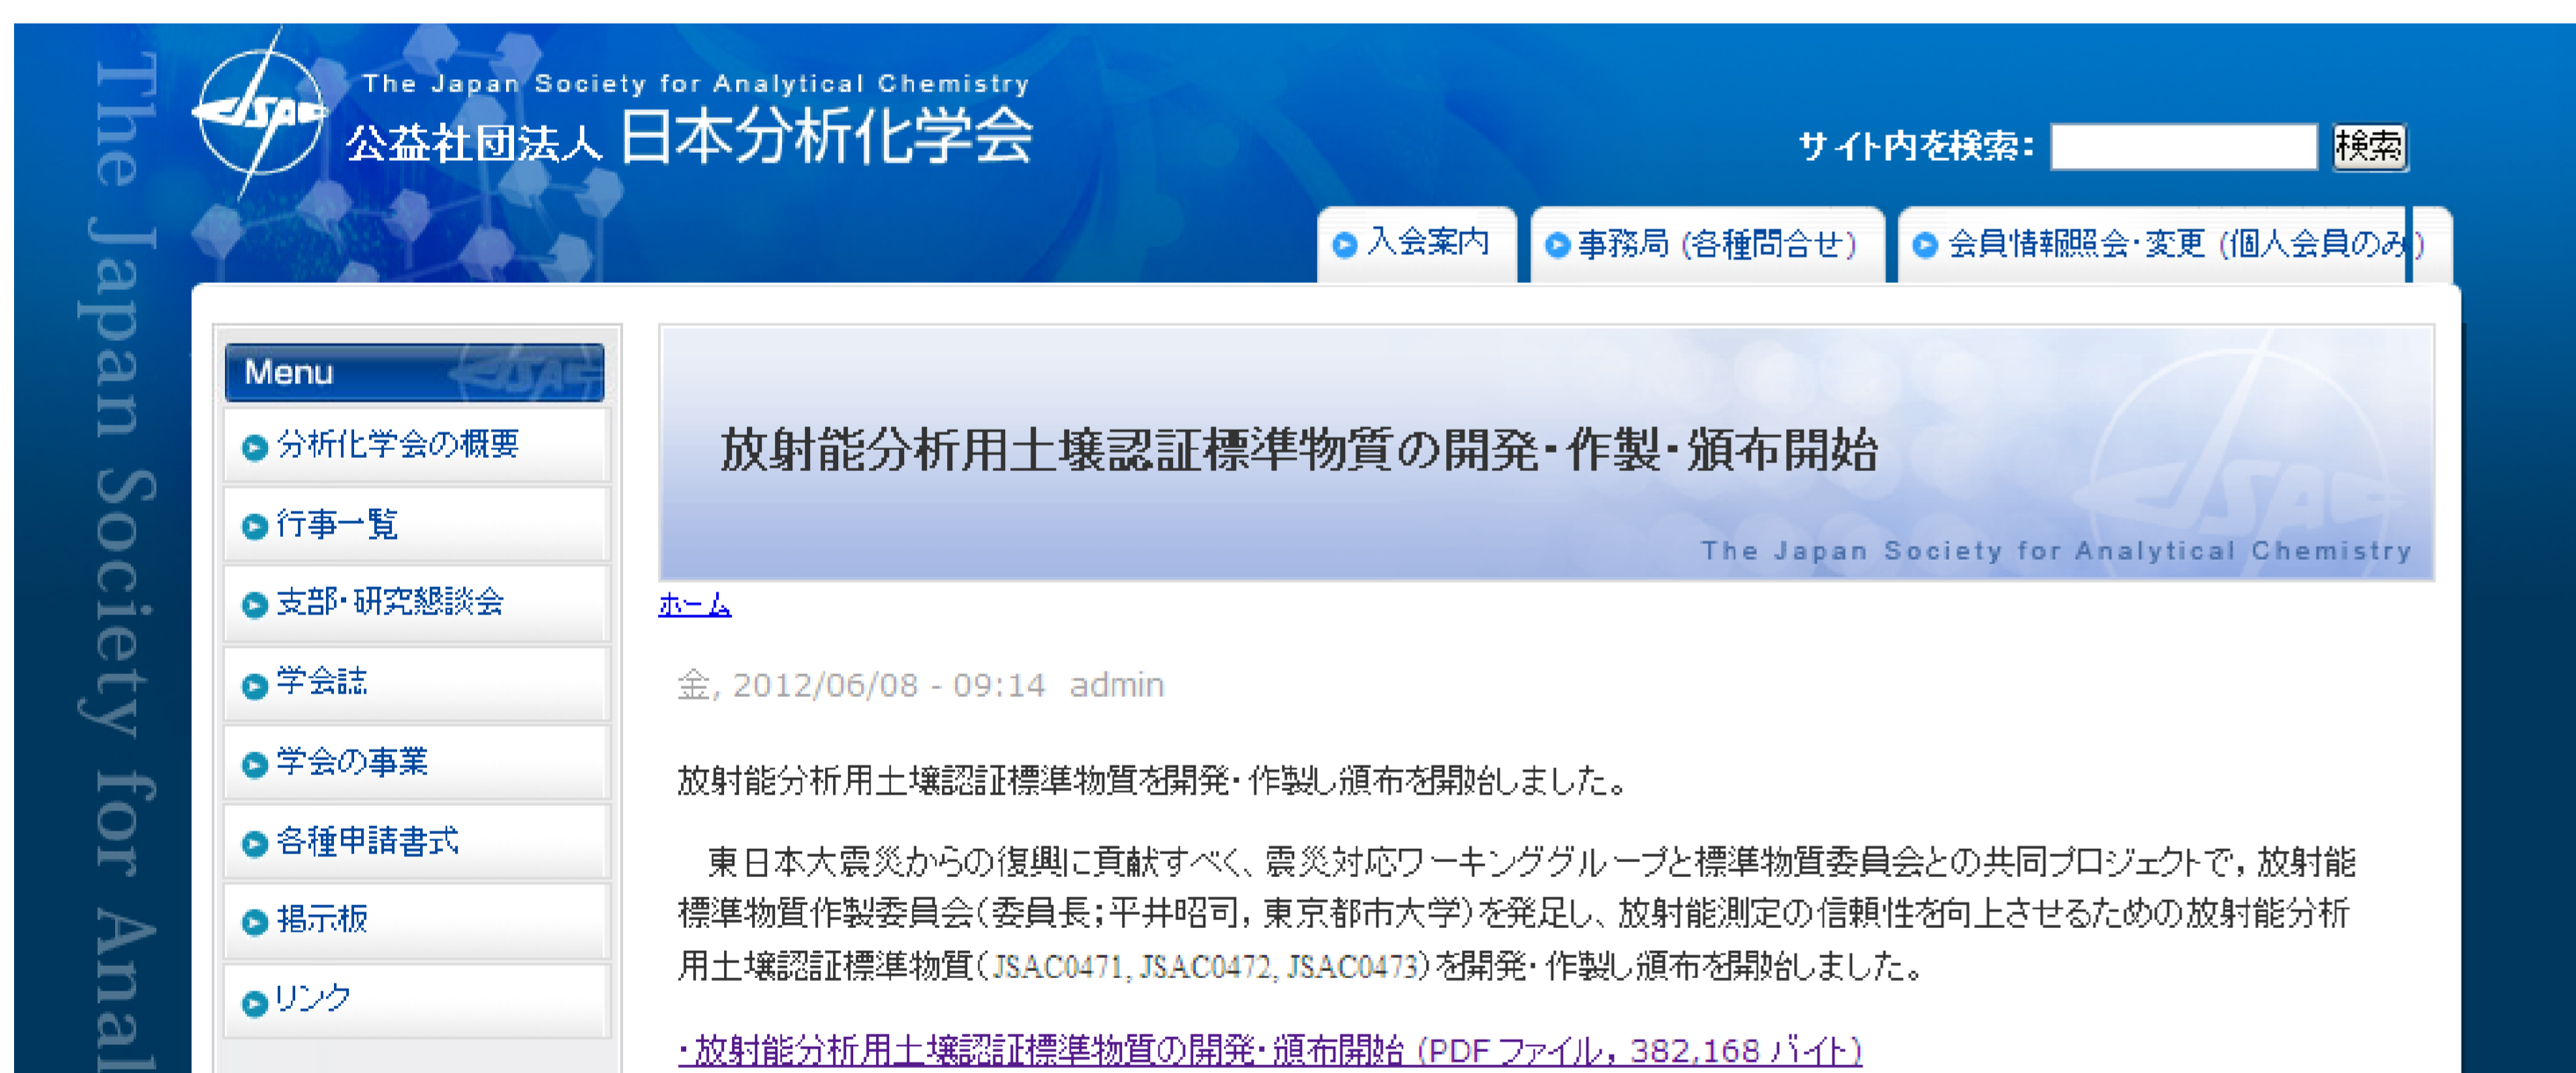 The Japan Society for Anal
JSAC
The Japan Society for Analytical Chemistry
公益社団法人 日本分析化学会
サイト内を検索: 検索
入会案内
事務局 (各種問合せ)
会員情報照会・変更 (個人会員のみ)
Menu
分析化学会の概要
行事一覧
支部・研究懇談会
学会誌
学会の事業
各種申請書式
掲示板
リンク
放射能分析用土壌認証標準物質の開発・作製・頒布開始
JSAC
The Japan Society for Analytical Chemistry
ホーム
金, 2012/06/08 - 09:14 admin
放射能分析用土壌認証標準物質を開発・作製し頒布を開始しました。
東日本大震災からの復興に貢献すべく、震災対応ワーキンググループと標準物質委員会との共同プロジェクトで，放射能
標準物質作製委員会（委員長；平井昭司，東京都市大学）を発足し、放射能測定の信頼性を向上させるための放射能分析
用土壌認証標準物質（JSAC0471, JSAC0472, JSAC0473）を開発・作製し頒布を開始しました。
・放射能分析用土壌認証標準物質の開発・頒布開始 (PDFファイル，382,168 バイト)